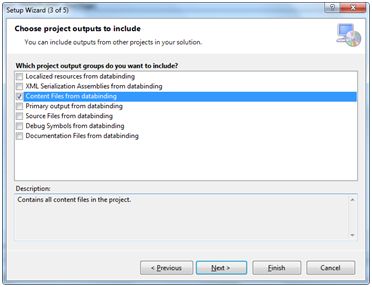 Setup Wizard (3 of 5)
Choose project outputs to include
You can include outputs from other projects in your solution.
Which project output groups do you want to include?
Localized resources from databinding
XML Serialization Assemblies from databinding
Content Files from databinding
Primary output from databinding
Source Files from databinding
Debug Symbols from databinding
Documentation Files from databinding
Description:
Contains all content files in the project.
< Previous Next > Finish Cancel